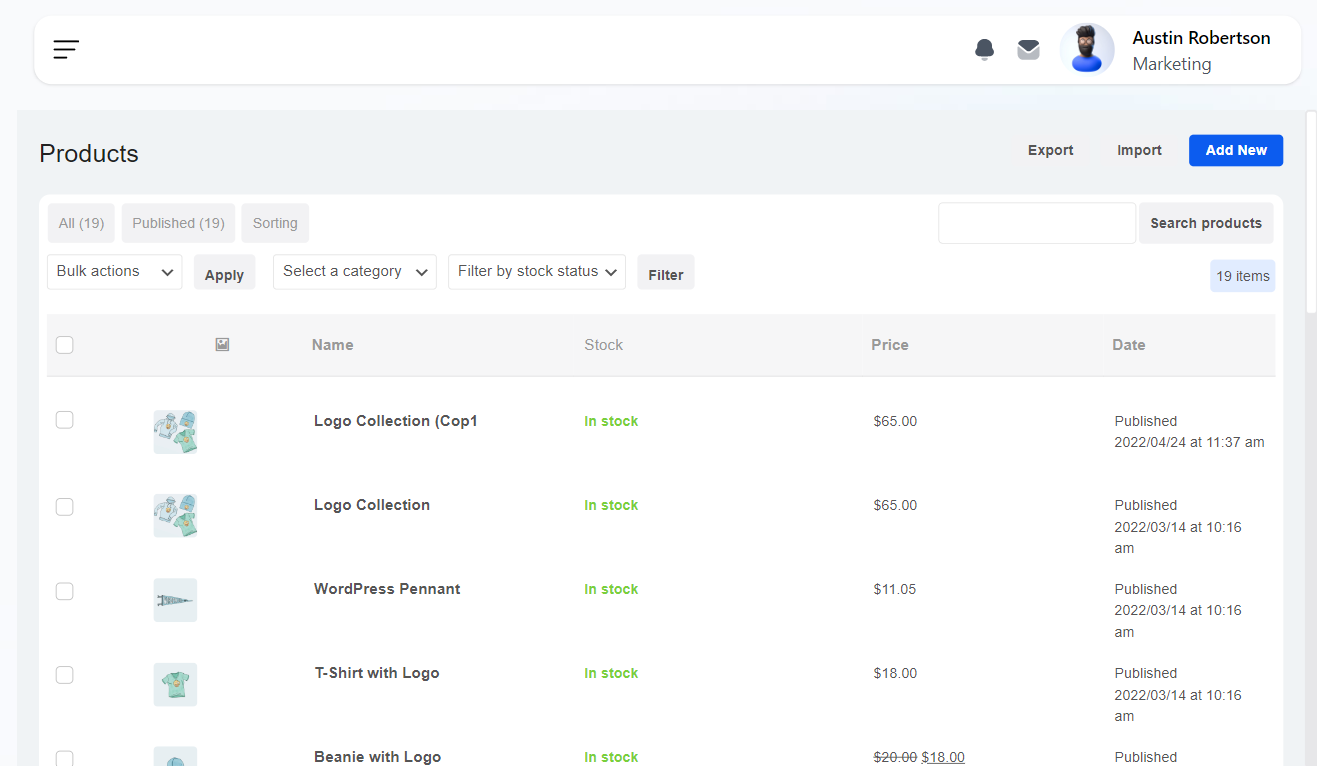 Austin Robertson
Marketing
Products
Export Import Add New
All (19) Published (19) Sorting Search products
Bulk actions Apply Select a category Filter by stock status Filter 19 items
Name Stock Price Date
Logo Collection (Cop1 In stock $65.00 Published
2022/04/24 at 11:37 am
Logo Collection In stock $65.00 Published
2022/03/14 at 10:16
am
WordPress Pennant In stock $11.05 Published
2022/03/14 at 10:16
am
T-Shirt with Logo In stock $18.00 Published
2022/03/14 at 10:16
am
Beanie with Logo In stock $20.00 $18.00 Published